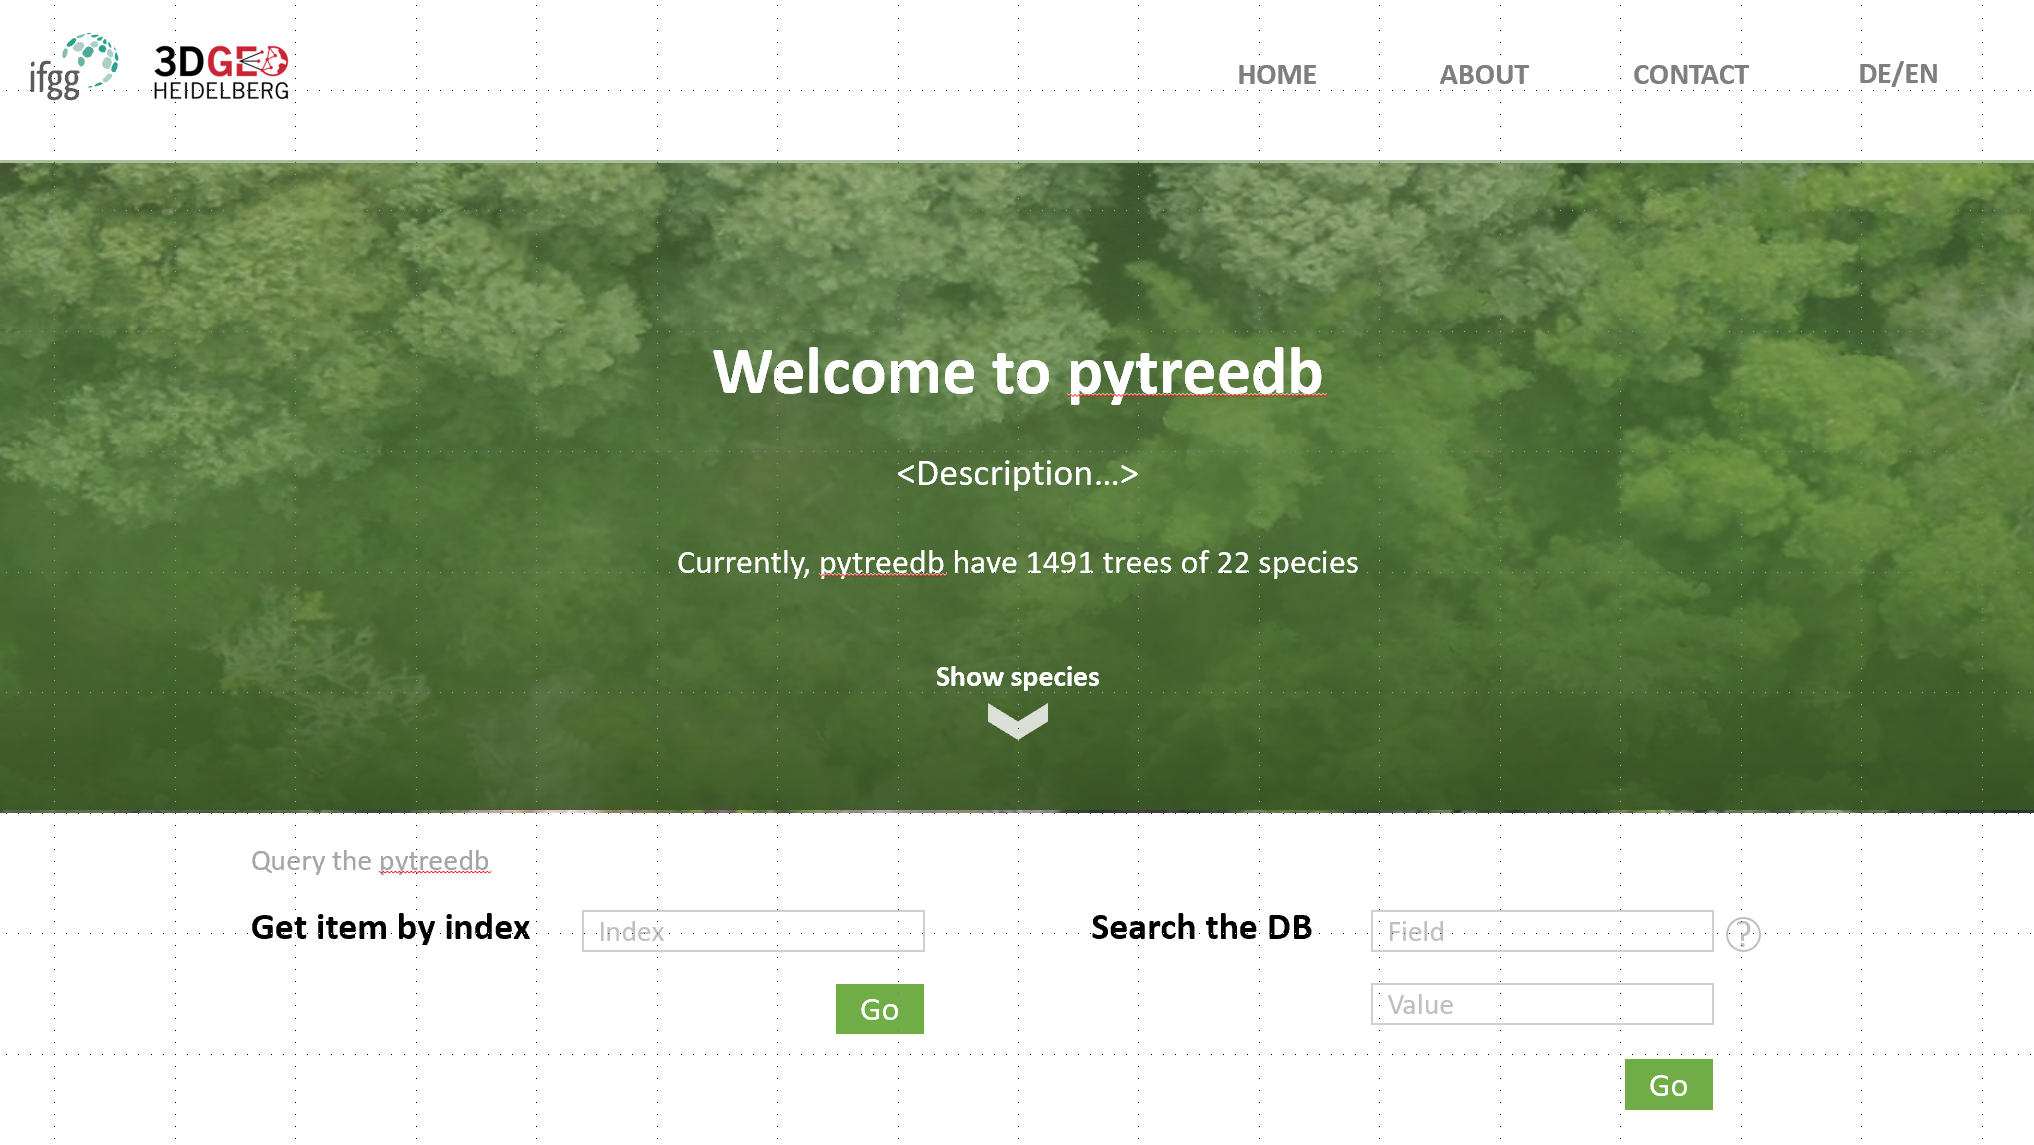 ifgg
3DGEO
HEIDELBERG
HOME ABOUT CONTACT DE/EN
Welcome to pytreedb
<Description...>
Currently, pytreedb have 1491 trees of 22 species
Show species
Query the pytreedb
Get item by index Index
Go
Search the DB Field ?
Value
Go